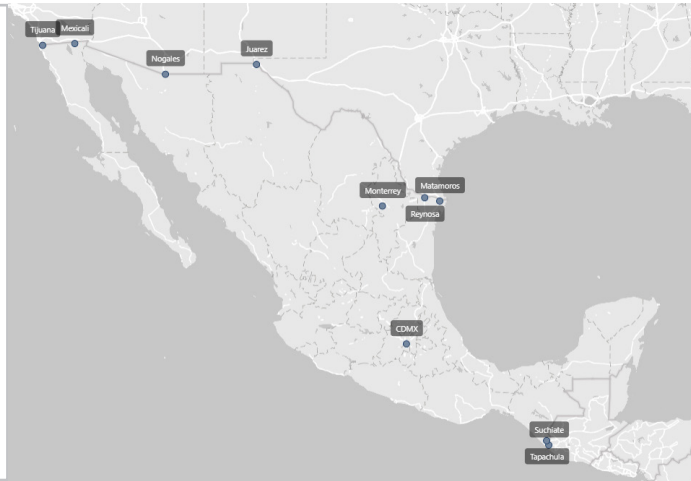 Tijuana
Mexicali
Nogales
Juarez
Monterrey
Matamoros
Reynosa
CDMX
Suchiate
Tapachula